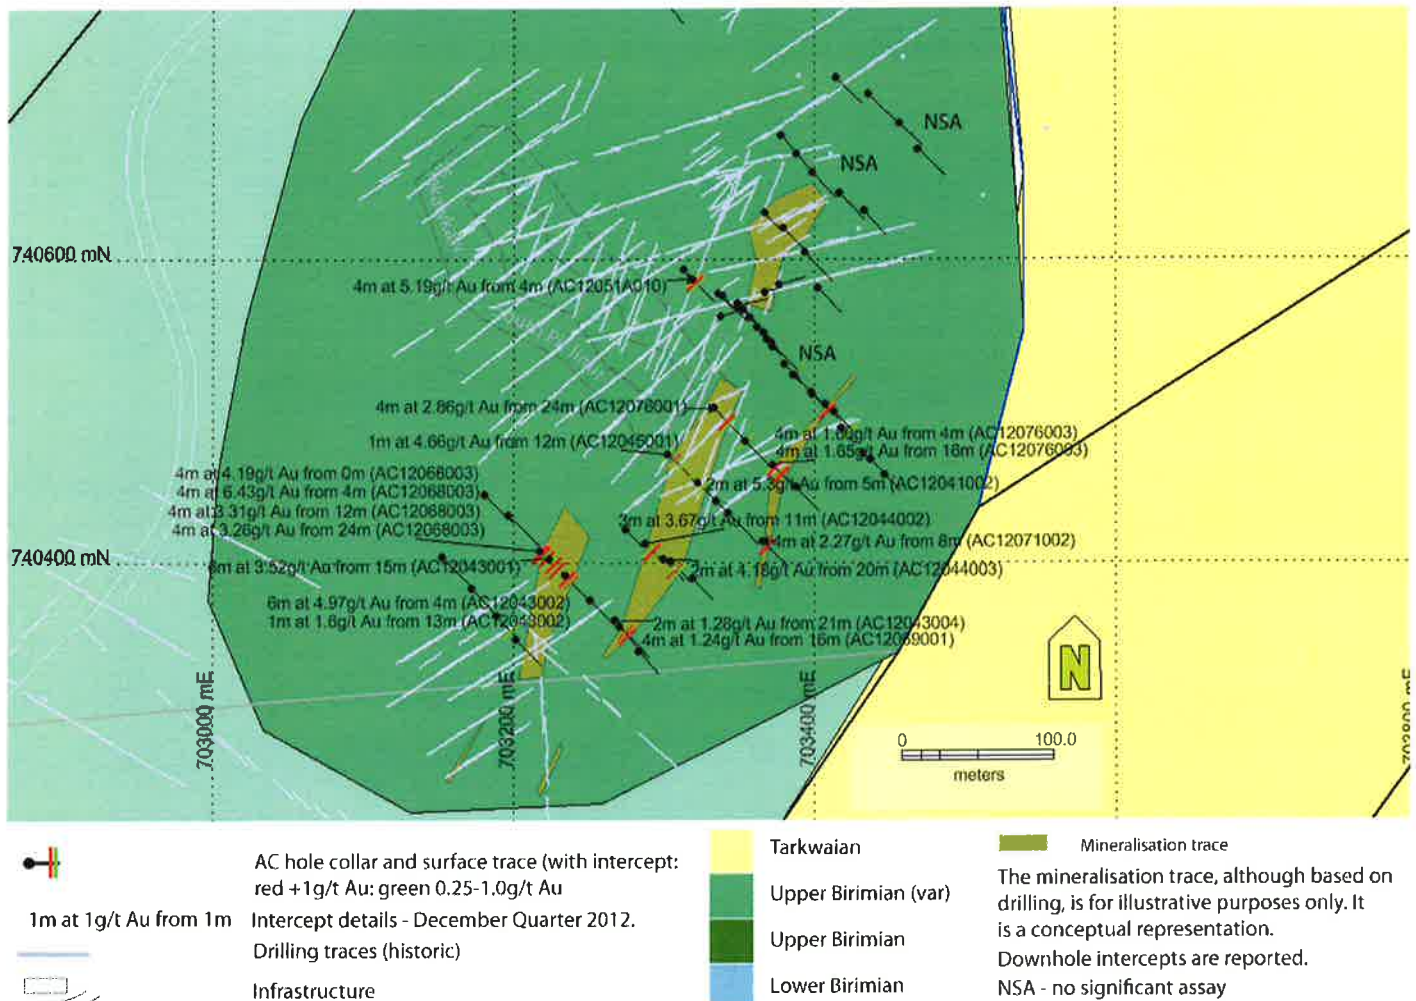 NSA
NSA
740600 mN
4m at 5.19g/t Au from 4m (AC12051A010)
NSA
4m at 2.86g/t Au from 24m (AC12076001)
4m at 1.60g/t Au from 4m (AC12076003)
1m at 4.66g/t Au from 12m (AC12045001)
4m at 1.65g/t Au from 16m (AC12076003)
4m at 4.19g/t Au from 0m (AC12068003)
2m at 5.3g/t Au from 5m (AC12041002)
4m at 6.43g/t Au from 4m (AC12068003)
4m at 3.31g/t Au from 12m (AC12068003)
3m at 3.67g/t Au from 11m (AC12044002)
4m at 3.26g/t Au from 24m (AC12068003)
4m at 2.27g/t Au from 8m (AC12071002)
740400 mN
3.52g/t Au from 15m (AC12043001)
2m at 4.18g/t Au from 20m (AC12044003)
6m at 4.97g/t Au from 4m (AC12043002)
1m at 1.6g/t Au from 13m (AC12043002)
2m at 1.28g/t Au from 21m (AC12043004)
4m at 1.24g/t Au from 16m (AC12069001)
703000 mE
703200 mE
703400 mE
703800 mE
N
0 100.0
meters
AC hole collar and surface trace (with intercept:
red +1g/t Au: green 0.25-1.0g/t Au
1m at 1g/t Au from 1m Intercept details - December Quarter 2012.
Drilling traces (historic)
Infrastructure
Tarkwaian
Upper Birimian (var)
Upper Birimian
Lower Birimian
Mineralisation trace
The mineralisation trace, although based on
drilling, is for illustrative purposes only. It
is a conceptual representation.
Downhole intercepts are reported.
NSA - no significant assay